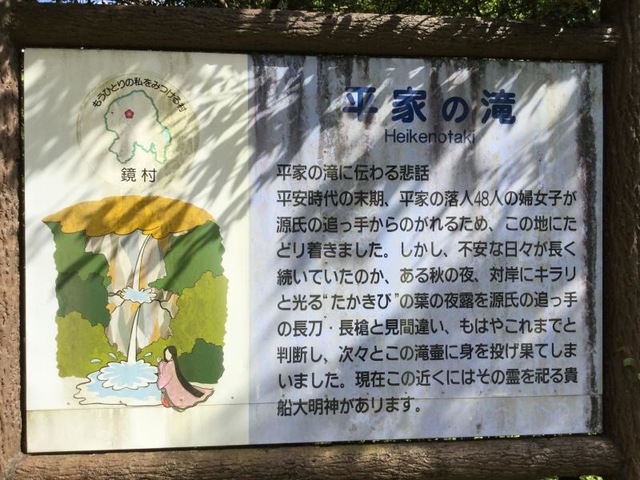 もうひとりの私をみつける村
鏡村
平家の滝
Heikenotaki
平家の滝に伝わる悲話
平安時代の末期、平家の落人48人の婦女子が
源氏の追っ手からのがれるため、この地にた
どり着きました。しかし、不安な日々が長く
続いていたのか、ある秋の夜、対岸にキラリ
と光る“たかきび”の葉の夜露を源氏の追っ手
の長刀・長槍と見間違い、もはやこれまでと
判断し、次々とこの滝壷に身を投げ果てしま
いました。現在この近くにはその霊を祀る貴
船大明神があります。